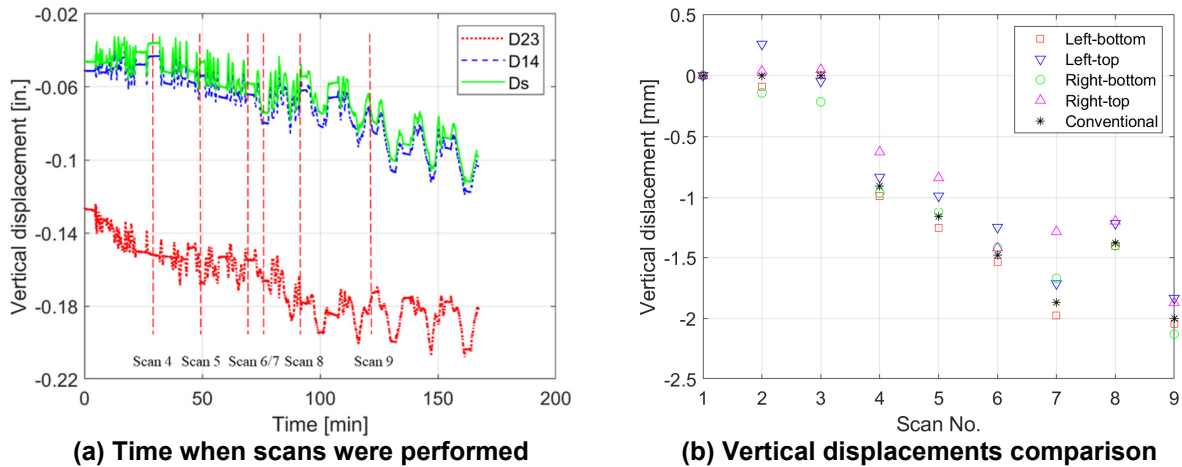 -0.02
-0.06
-0.1
-0.14
-0.18
-0.22
Vertical displacement [in.]
D23
D14
Ds
Scan 4
Scan 5
Scan 6/7
Scan 8
Scan 9
0
50
100
150
200
Time [min]
(a) Time when scans were performed
0.5
0
-0.5
-1
-1.5
-2
-2.5
Vertical dislacement [mm]
Left-bottom
Left-top
Right-bottom
Right-top
Conventional
1
2
3
4
5
6
7
8
9
Scan No.
(b) Vertical displacements comparison